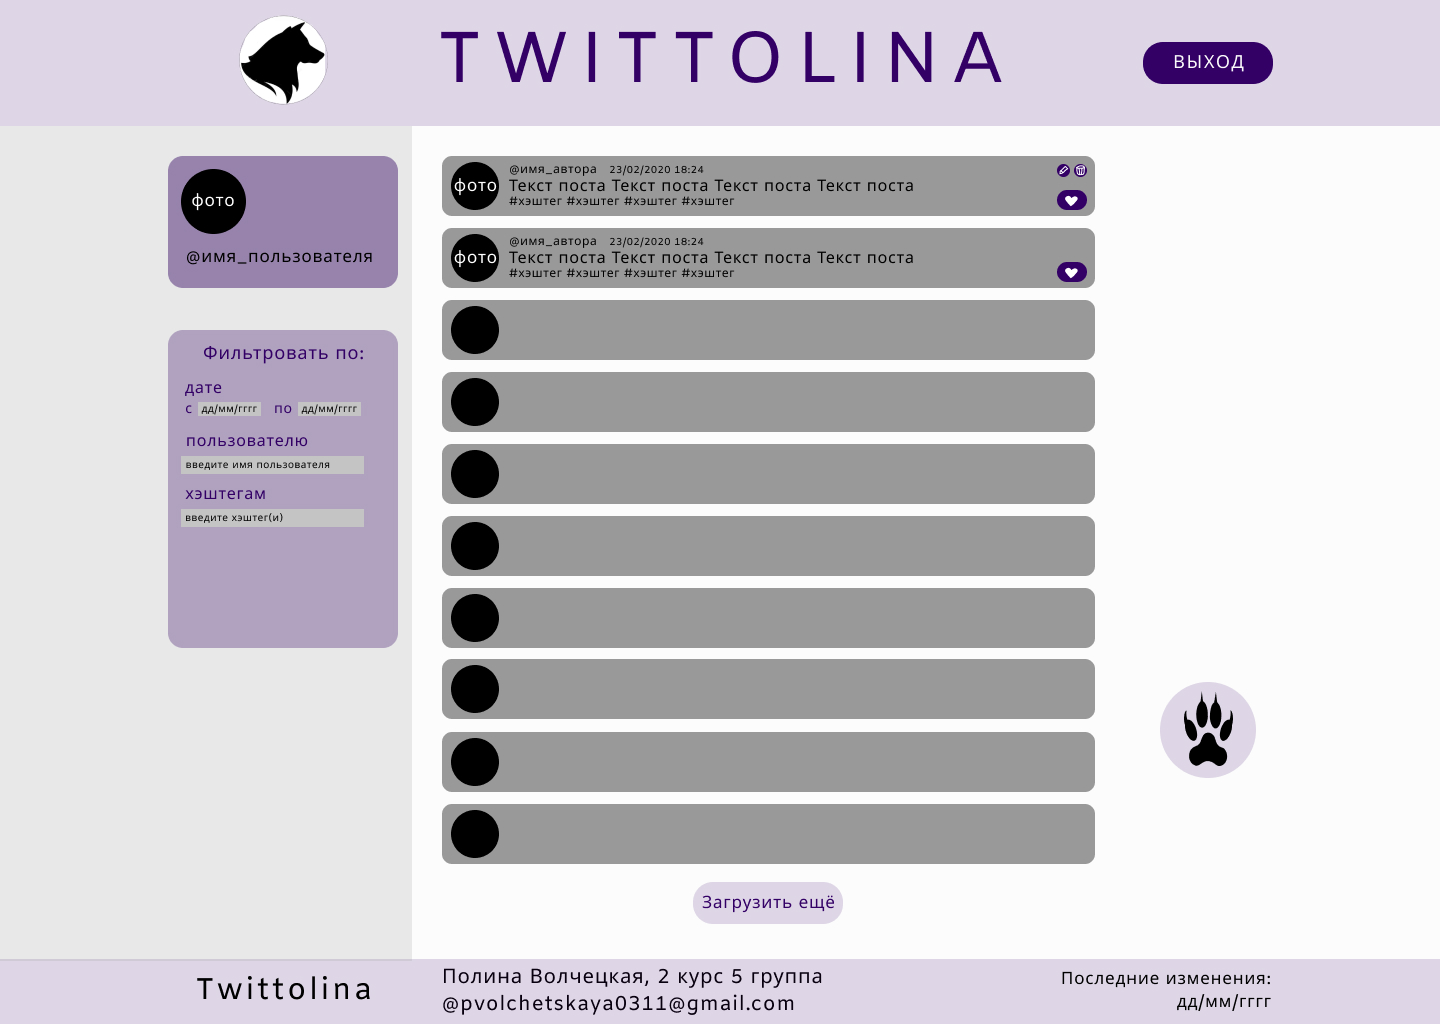 TWITTOLINA
ВЫХОД
фото
@имя_пользователя
Фильтровать по:
дате
с дд/мм/гггг по дд/мм/гггг
пользователю
введите имя пользователя
хэштегам
введите хэштег(и)
фото
@имя_автора 23/02/2020 18:24
Текст поста Текст поста Текст поста Текст поста
#хэштег #хэштег #хэштег #хэштег
фото
@имя_автора 23/02/2020 18:24
Текст поста Текст поста Текст поста Текст поста
#хэштег #хэштег #хэштег #хэштег
Загрузить ещё
Twittolina
Полина Волчецкая, 2 курс 5 группа
@pvolchetskaya0311@gmail.com
Последние изменения:
дд/мм/гггг